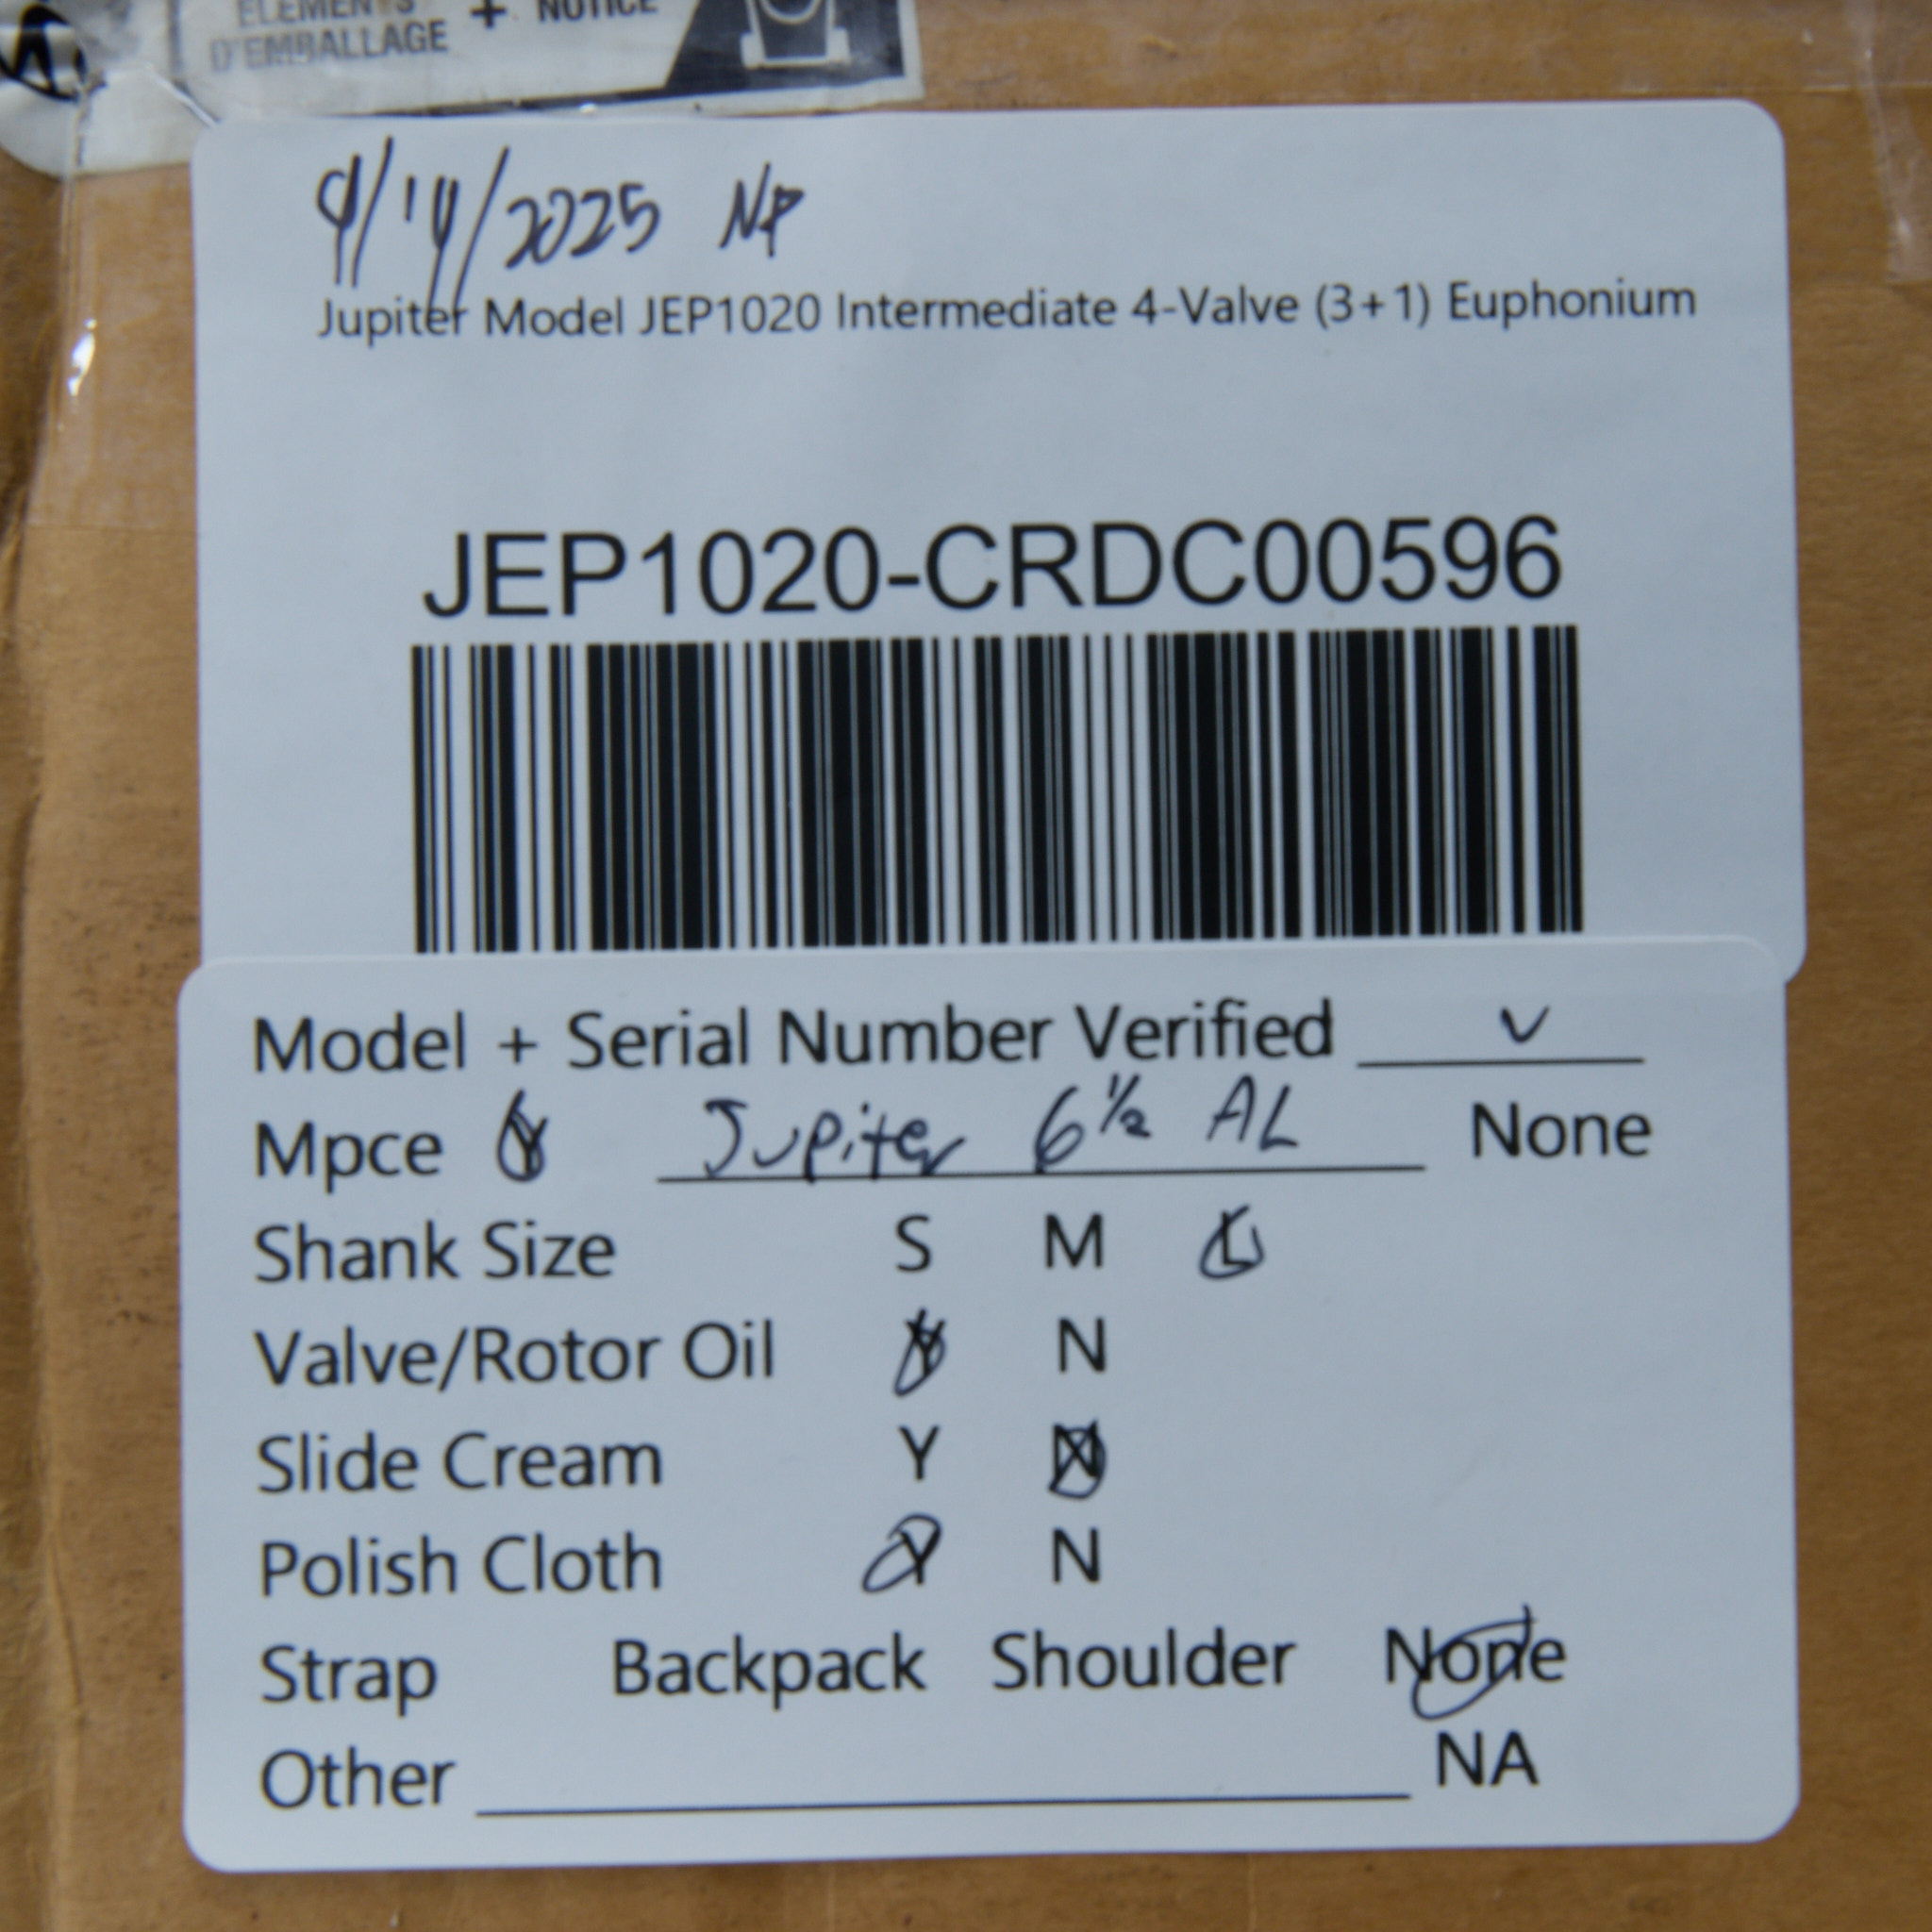 ELEMENTS
D'EMBALLAGE + NOTICE
9/14/2025 NP
Jupiter Model JEP1020 Intermediate 4-Valve (3+1) Euphonium
JEP1020-CRDC00596
Model + Serial Number Verified ✓
Mpce Y Jupiter 6 1/2 AL None
Shank Size S M L
Valve/Rotor Oil Y N
Slide Cream Y N
Polish Cloth Y N
Strap Backpack Shoulder None
Other NA